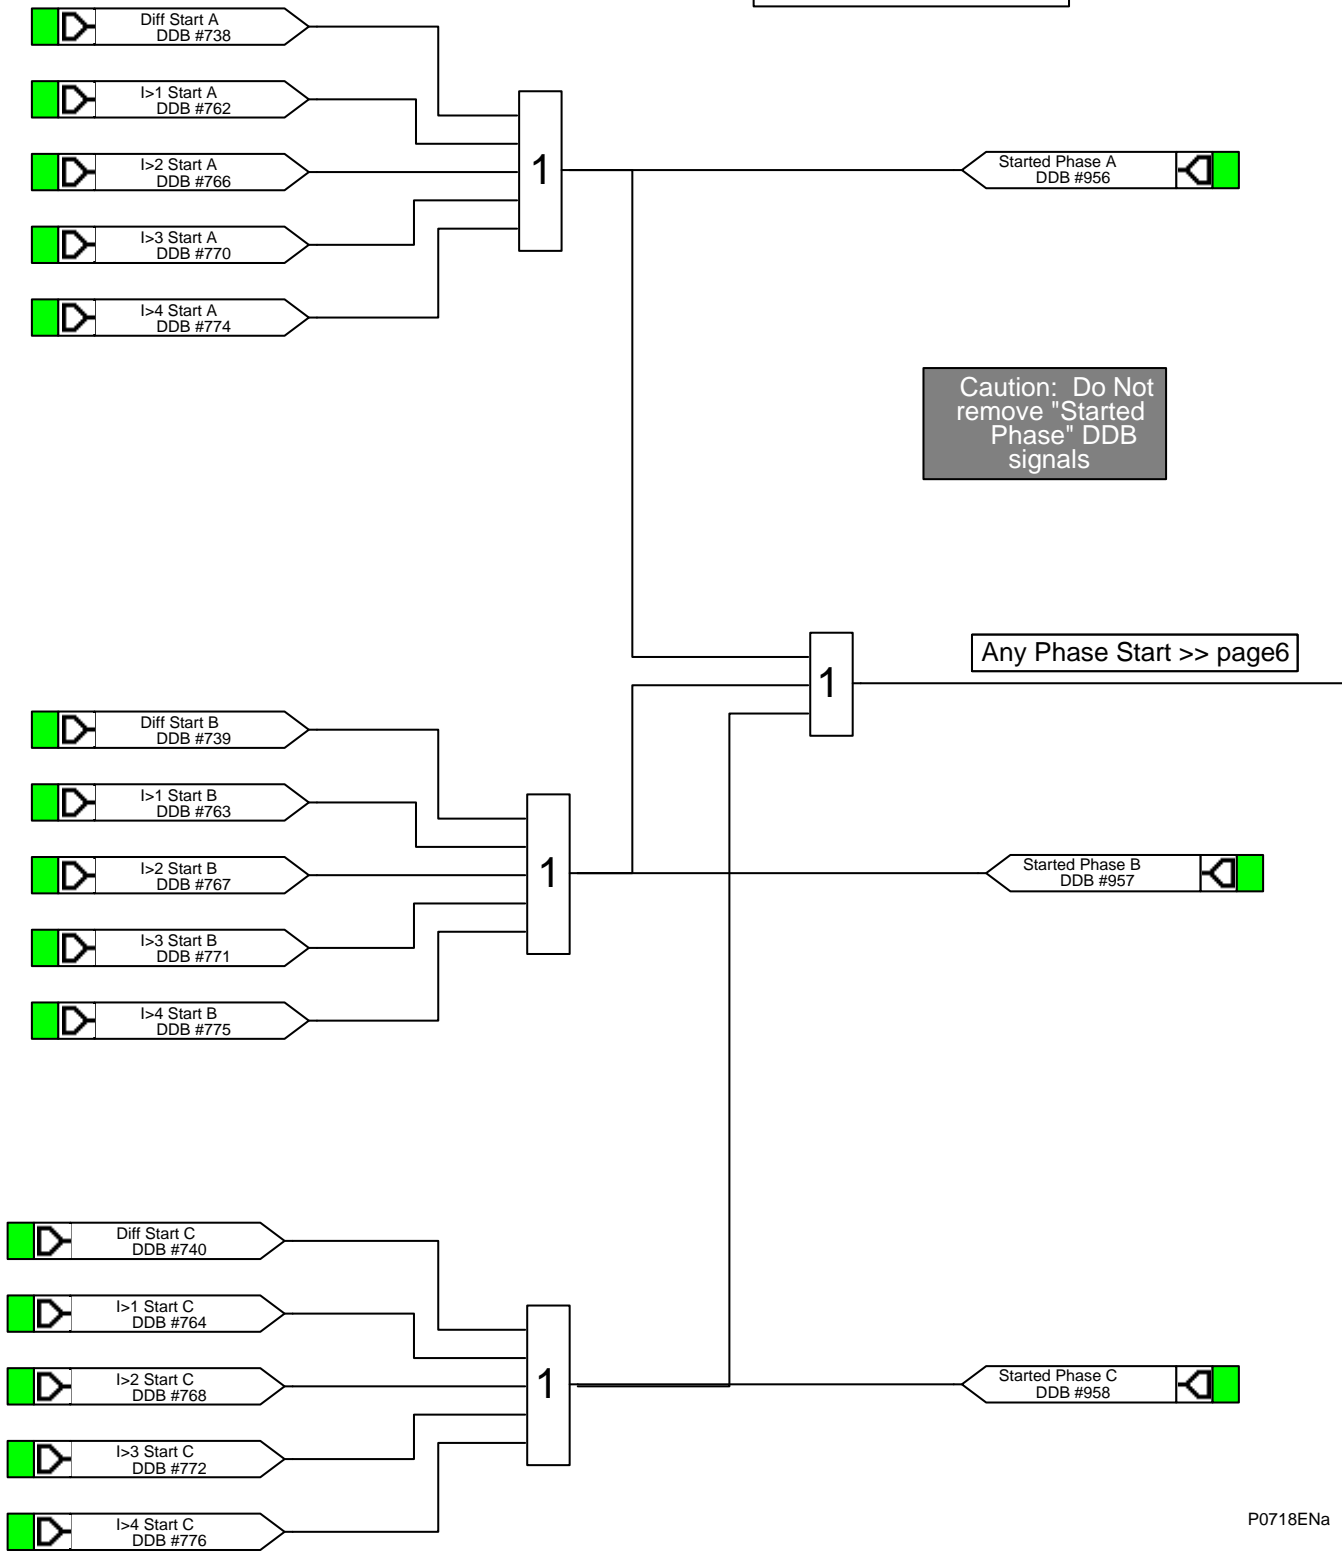 Diff Start A
DDB #738
I>1 Start A
DDB #762
I>2 Start A
DDB #766
I>3 Start A
DDB #770
I>4 Start A
DDB #774
1
Started Phase A
DDB #956
Caution: Do Not
remove "Started
Phase" DDB
signals
1
Any Phase Start >> page6
Diff Start B
DDB #739
I>1 Start B
DDB #763
I>2 Start B
DDB #767
I>3 Start B
DDB #771
I>4 Start B
DDB #775
1
Started Phase B
DDB #957
Diff Start C
DDB #740
I>1 Start C
DDB #764
I>2 Start C
DDB #768
I>3 Start C
DDB #772
I>4 Start C
DDB #776
1
Started Phase C
DDB #958
P0718ENa